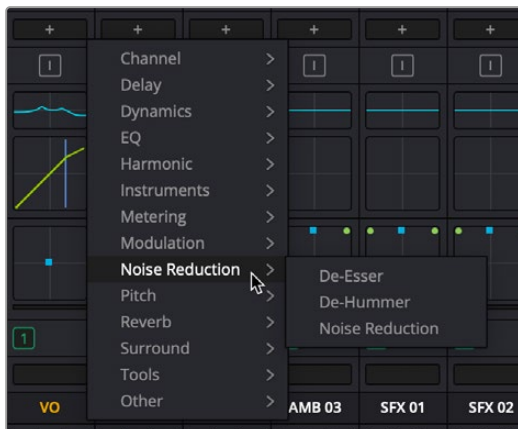 + + + + + +
I I I I
Channel >
Delay >
Dynamics >
EQ >
Harmonic >
Instruments >
Metering >
Modulation >
Noise Reduction >
Pitch >
Reverb >
Surround >
Tools >
Other >
De-Esser
De-Hummer
Noise Reduction
1
VO AMB 03 SFX 01 SFX 02